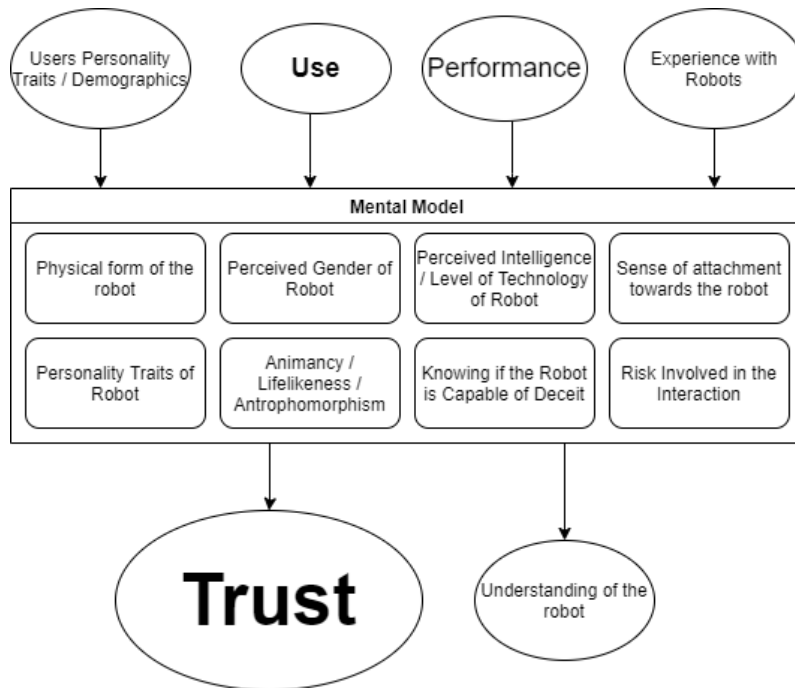 Users Personality
Traits / Demographics
Use
Performance
Experience with
Robots
Mental Model
Physical form of the
robot
Perceived Gender of
Robot
Perceived Intelligence
/ Level of Technology
of Robot
Sense of attachment
towards the robot
Personality Traits of
Robot
Animancy /
Lifelikeness /
Antrophomorphism
Knowing if the Robot
is Capable of Deceit
Risk Involved in the
Interaction
Trust
Understanding of the
robot